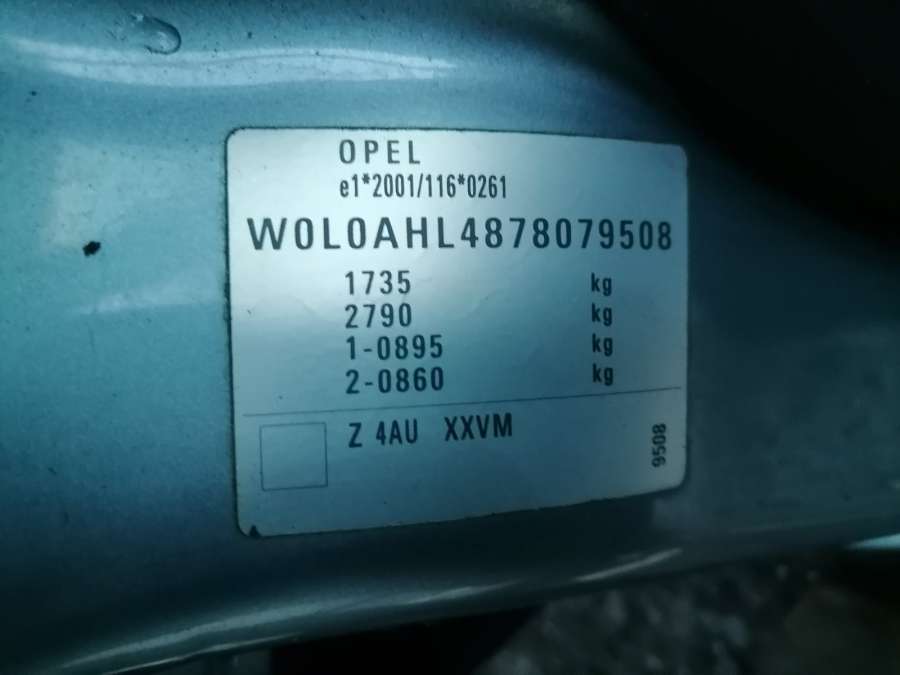 OPEL
e1*2001/116*0261
W0L0AHL4878079508
1735 kg
2790 kg
1-0895 kg
2-0860 kg
Z 4AU XXVM
9508